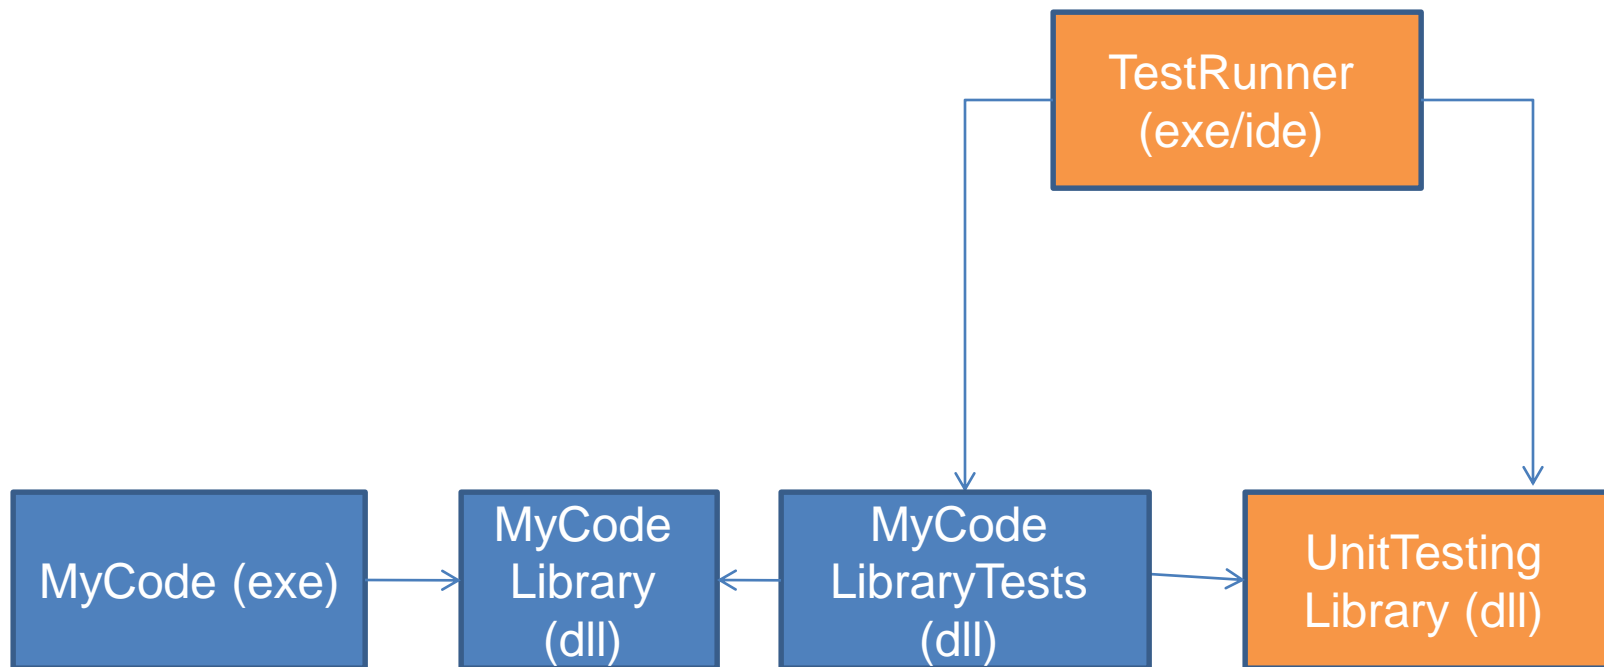 TestRunner
(exe/ide)
MyCode (exe)
MyCode
Library
(dll)
MyCode
LibraryTests
(dll)
UnitTesting
Library (dll)